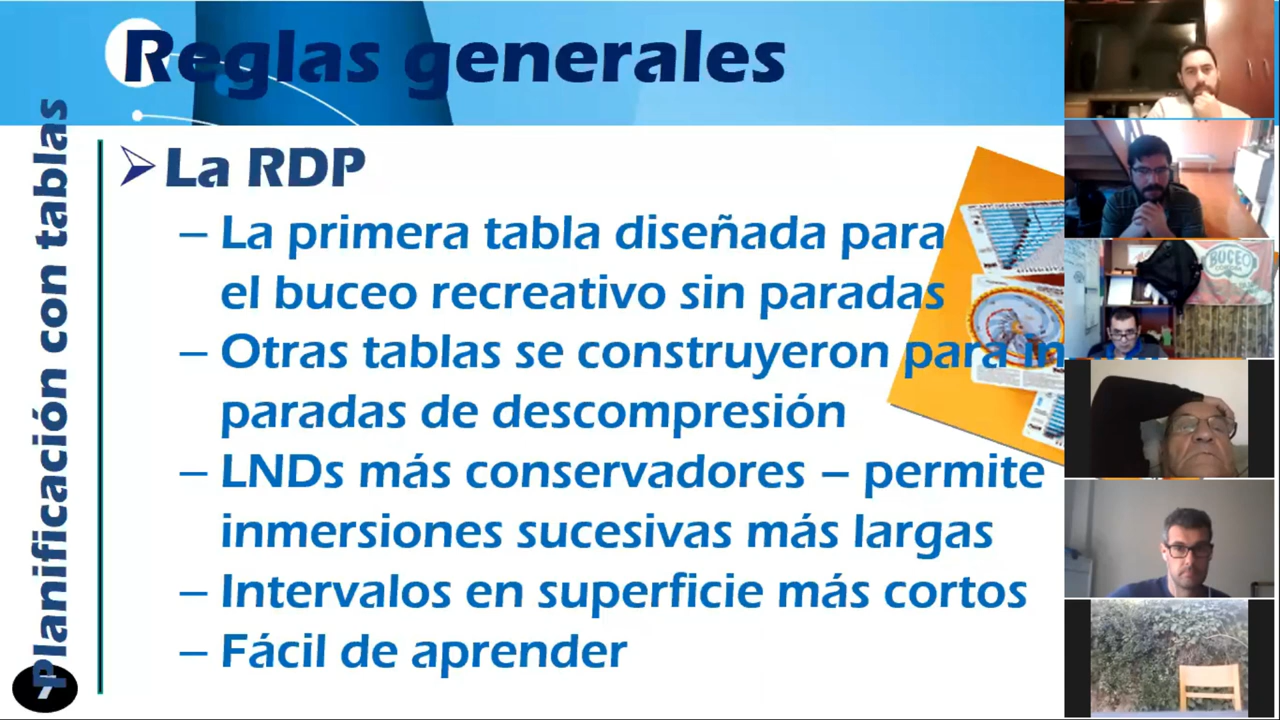 Reglas generales
Planificación con tablas
La RDP
– La primera tabla diseñada para
el buceo recreativo sin paradas
– Otras tablas se construyeron para
paradas de descompresión
– LNDs más conservadores – permite
inmersiones sucesivas más largas
– Intervalos en superficie más cortos
– Fácil de aprender
7
BUCEO